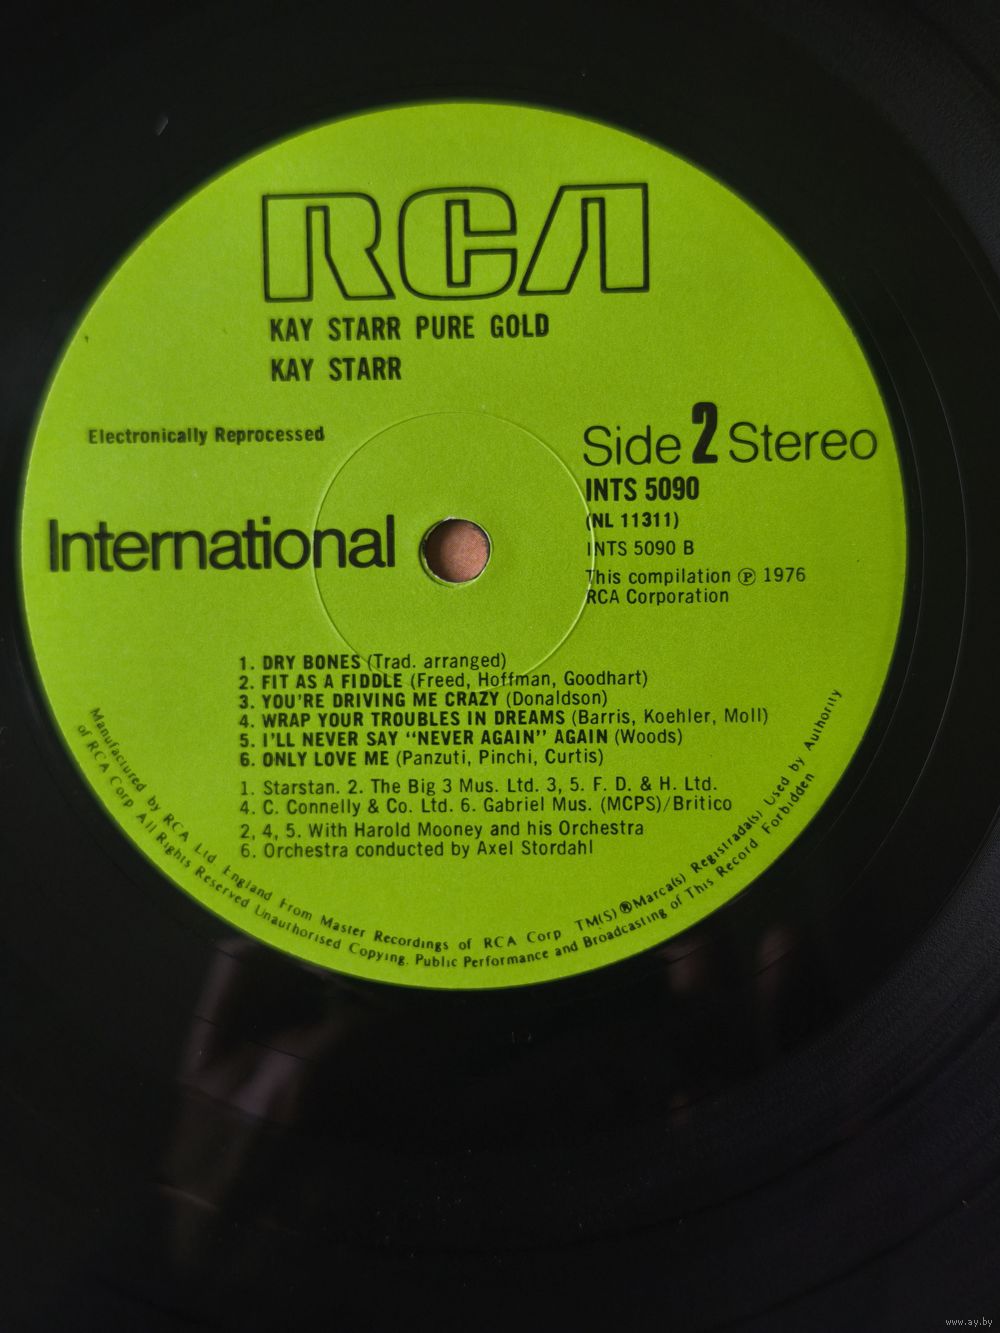 RCA
KAY STARR PURE GOLD
KAY STARR
Electronically Reprocessed
Side 2 Stereo
INTS 5090
(NL 11311)
International
INTS 5090 B
This compilation ℗ 1976
RCA Corporation
1. DRY BONES (Trad. arranged)
2. FIT AS A FIDDLE (Freed, Hoffman, Goodhart)
3. YOU'RE DRIVING ME CRAZY (Donaldson)
4. WRAP YOUR TROUBLES IN DREAMS (Barris, Koehler, Moll)
5. I'LL NEVER SAY "NEVER AGAIN" AGAIN (Woods)
6. ONLY LOVE ME (Panzuti, Pinchi, Curtis)
1. Starstan. 2. The Big 3 Mus. Ltd. 3, 5. F. D. & H. Ltd.
4. C. Connelly & Co. Ltd. 6. Gabriel Mus. (MCPS)/Britico
2, 4, 5. With Harold Mooney and his Orchestra
6. Orchestra conducted by Axel Stordahl
Manufactured by RCA Ltd England From Master Recordings of RCA Corp TM(S) ® Marca(s) Registrada(s) Used by Authority
of RCA Corp All Rights Reserved Unauthorised Copying. Public Performance and Broadcasting of This Record Forbidden
www.ay.by